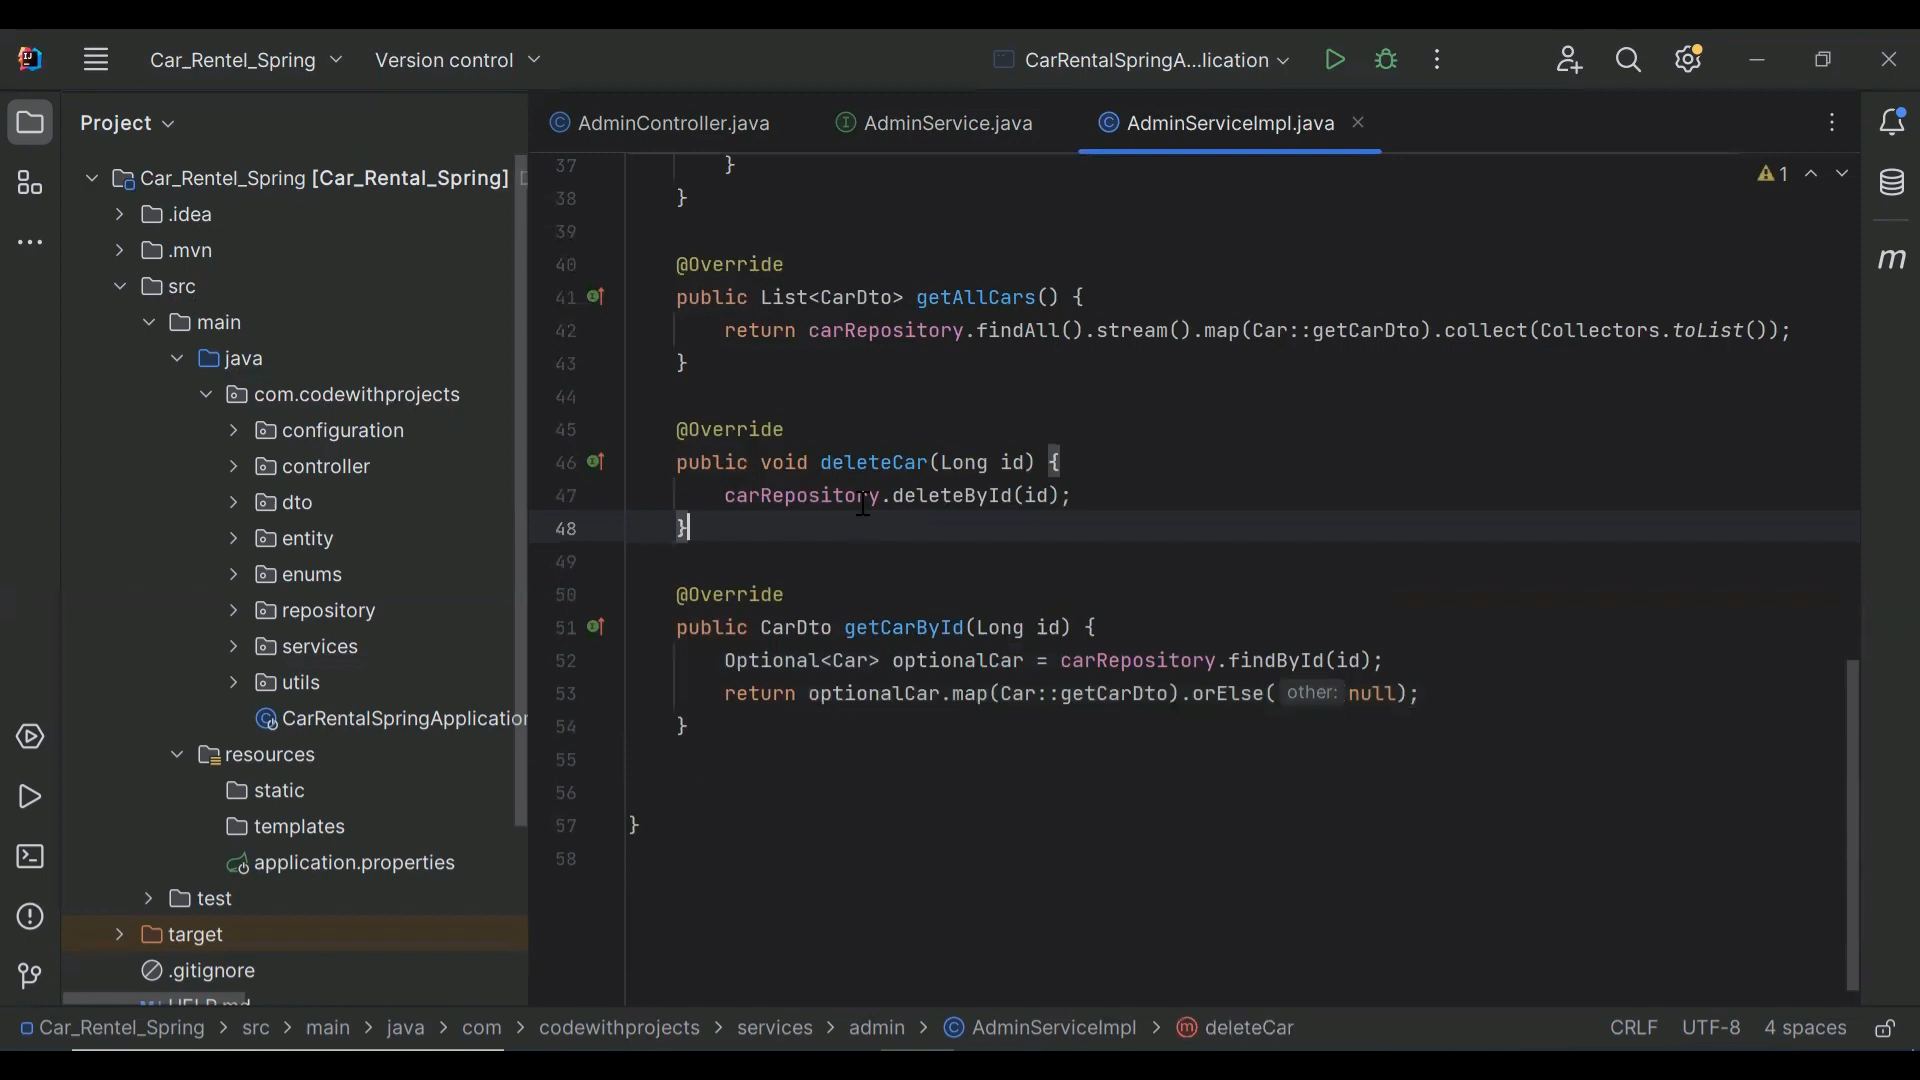 Car_Rentel_Spring Version control CarRentalSpringA...lication
Project
AdminController.java AdminService.java AdminServiceImpl.java
Car_Rentel_Spring [Car_Rental_Spring]
.idea
.mvn
src
main
java
com.codewithprojects
configuration
controller
dto
entity
enums
repository
services
utils
CarRentalSpringApplication
resources
static
templates
application.properties
test
target
.gitignore
HELP.md
1
37 }
38 }
39
40 @Override
41 public List<CarDto> getAllCars() {
42 return carRepository.findAll().stream().map(Car::getCarDto).collect(Collectors.toList());
43 }
44
45 @Override
46 public void deleteCar(Long id) {
47 carRepository.deleteById(id);
48 }
49
50 @Override
51 public CarDto getCarById(Long id) {
52 Optional<Car> optionalCar = carRepository.findById(id);
53 return optionalCar.map(Car::getCarDto).orElse( other: null);
54 }
55
56
57 }
58
m
Car_Rentel_Spring > src > main > java > com > codewithprojects > services > admin > AdminServiceImpl > deleteCar CRLF UTF-8 4 spaces